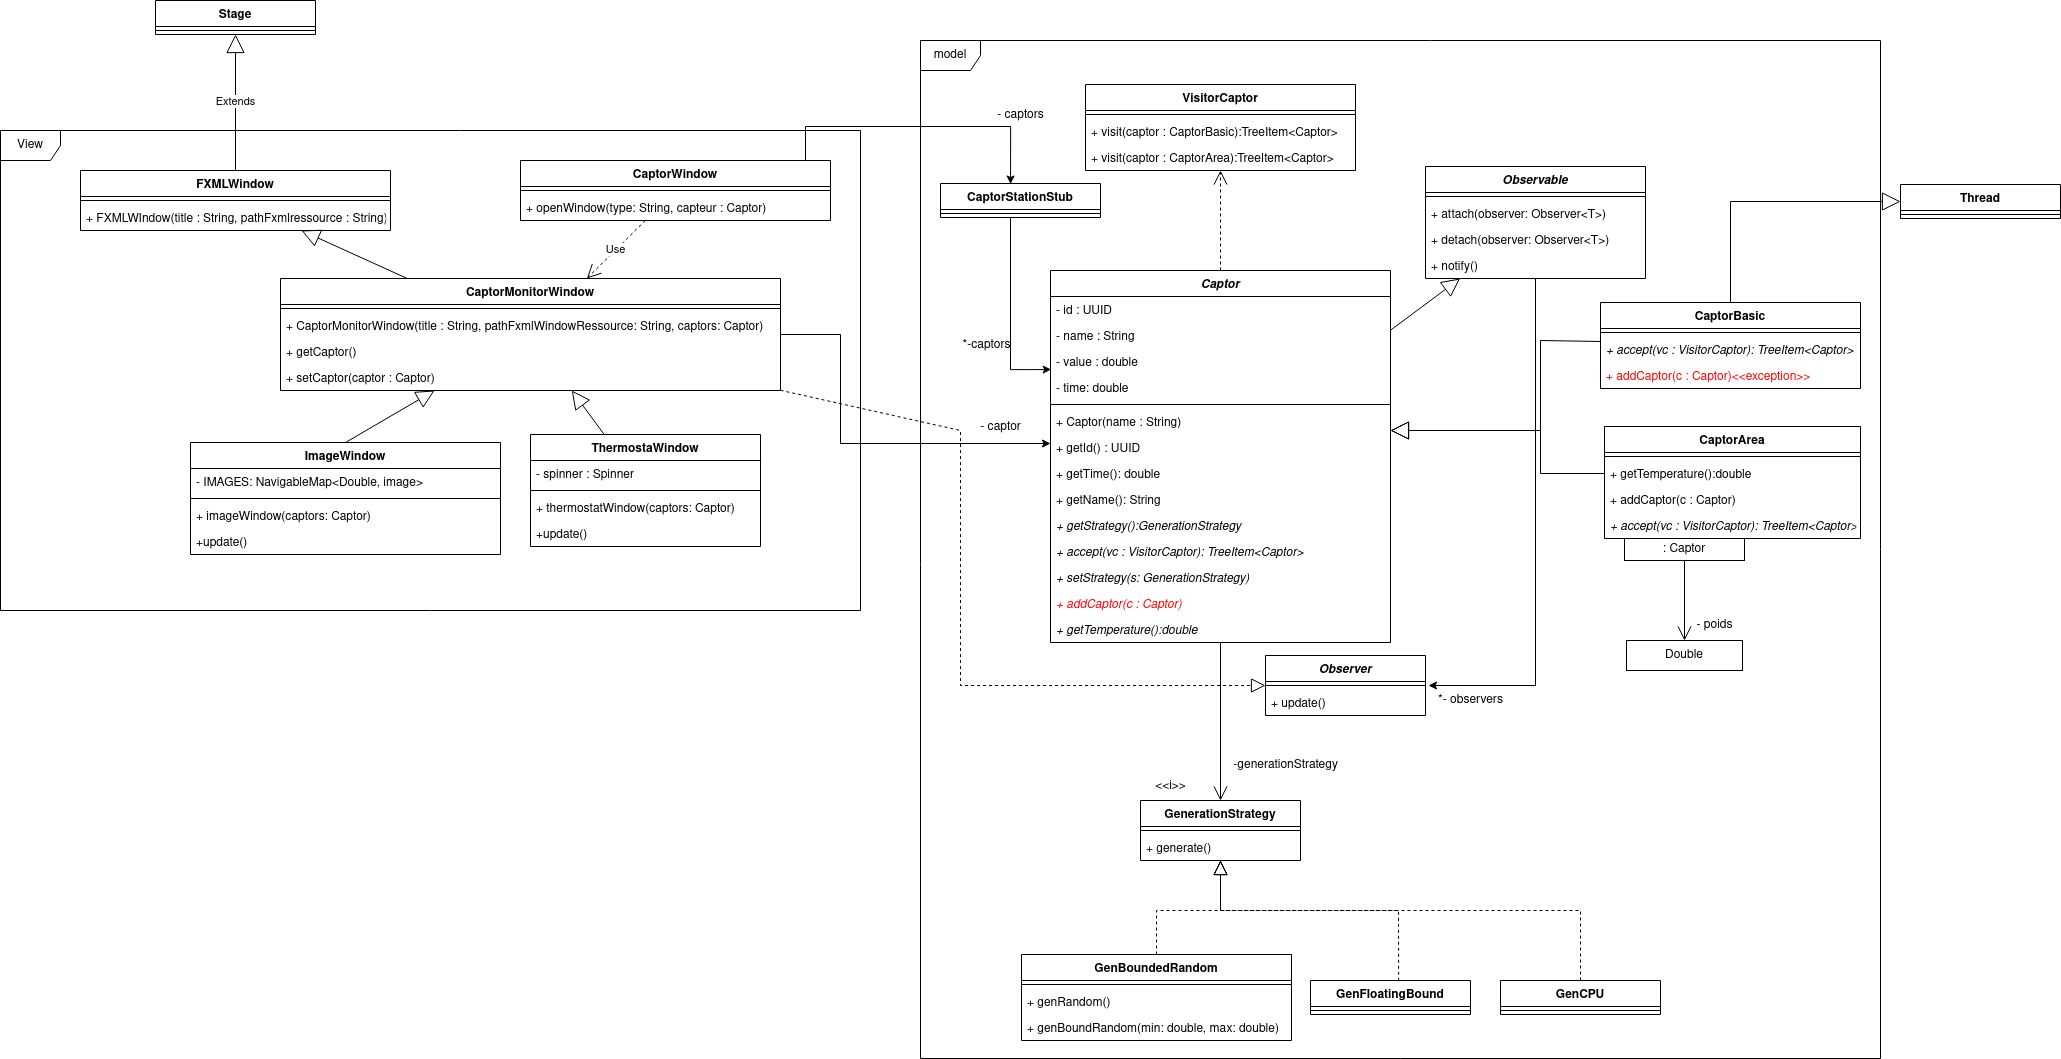 Stage
Extends
View
FXMLWindow
+ FXMLWIndow(title : String, pathFxmlressource : String)
CaptorWindow
+ openWindow(type: String, capteur : Captor)
Use
CaptorMonitorWindow
+ CaptorMonitorWindow(title : String, pathFxmlWindowRessource: String, captors: Captor)
+ getCaptor()
+ setCaptor(captor : Captor)
ImageWindow
- IMAGES: NavigableMap<Double, image>
+ imageWindow(captors: Captor)
+update()
ThermostaWindow
- spinner : Spinner
+ thermostatWindow(captors: Captor)
+update()
model
- captors
CaptorStationStub
*-captors
- captor
VisitorCaptor
+ visit(captor : CaptorBasic):TreeItem<Captor>
+ visit(captor : CaptorArea):TreeItem<Captor>
Captor
- id : UUID
- name : String
- value : double
- time: double
+ Captor(name : String)
+ getId() : UUID
+ getTime(): double
+ getName(): String
+ getStrategy():GenerationStrategy
+ accept(vc : VisitorCaptor): TreeItem<Captor>
+ setStrategy(s: GenerationStrategy)
+ addCaptor(c : Captor)
+ getTemperature():double
Observable
+ attach(observer: Observer<T>)
+ detach(observer: Observer<T>)
+ notify()
Thread
CaptorBasic
+ accept(vc : VisitorCaptor): TreeItem<Captor>
+ addCaptor(c : Captor)<<exception>>
CaptorArea
+ getTemperature():double
+ addCaptor(c : Captor)
+ accept(vc : VisitorCaptor): TreeItem<Captor>
: Captor
- poids
Double
Observer
+ update()
*- observers
-generationStrategy
<<i>>
GenerationStrategy
+ generate()
GenBoundedRandom
+ genRandom()
+ genBoundRandom(min: double, max: double)
GenFloatingBound
GenCPU